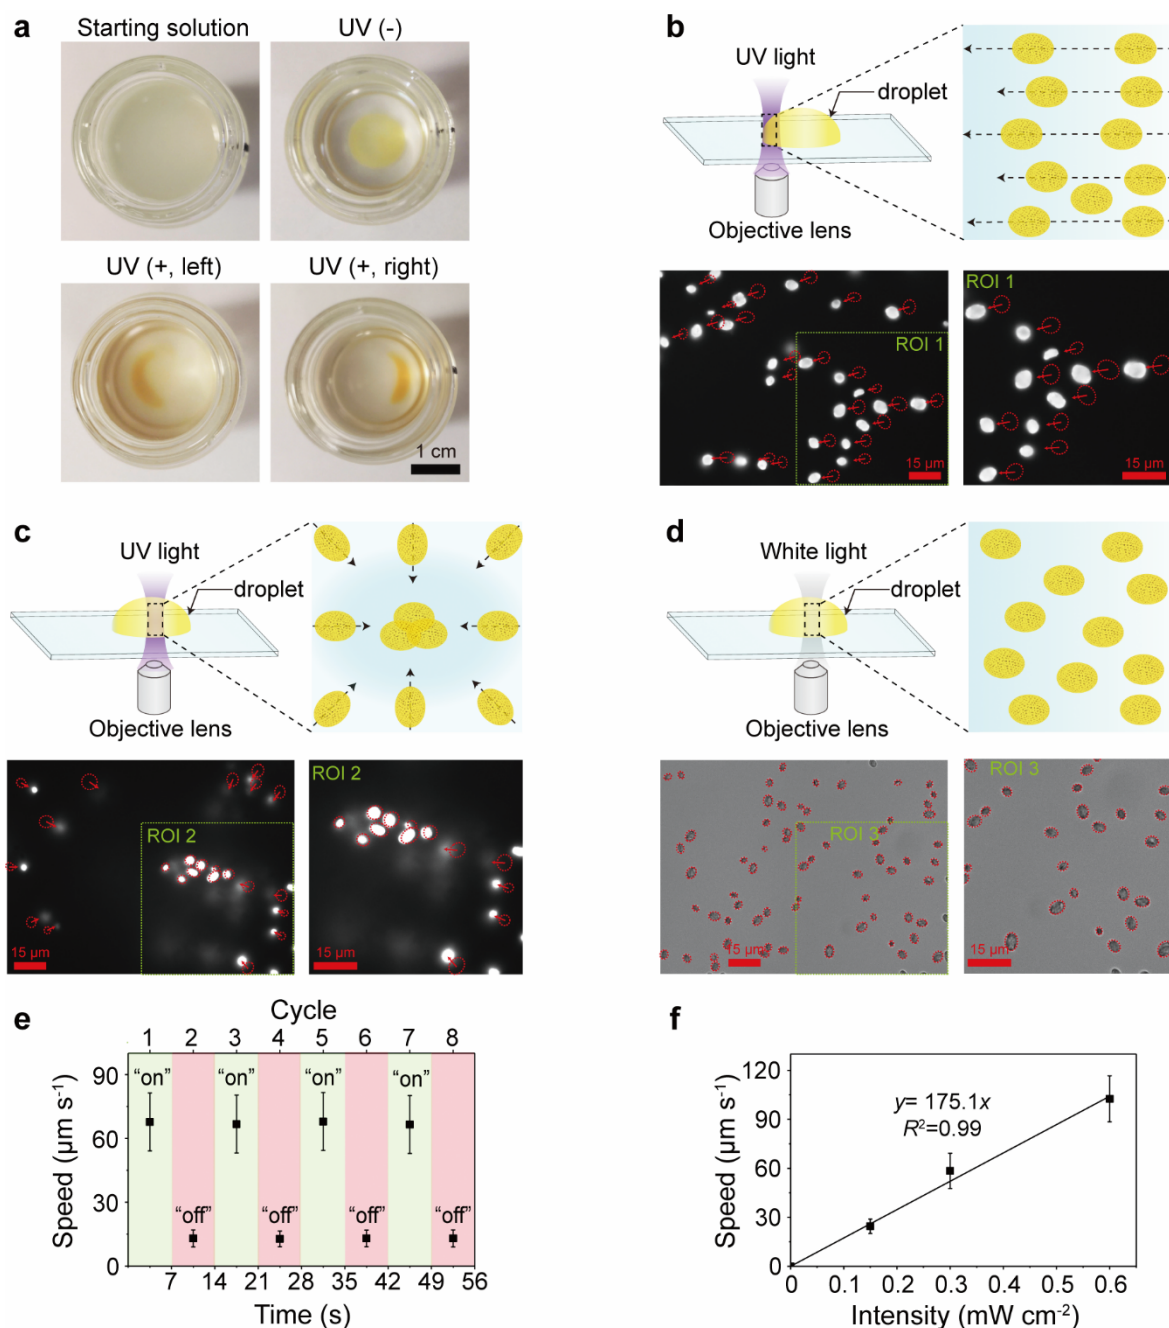 a
Starting solution
UV (-)
UV (+, left)
UV (+, right)
1 cm
b
UV light
droplet
Objective lens
ROI 1
15 µm
ROI 1
15 µm
c
UV light
droplet
Objective lens
ROI 2
15 µm
ROI 2
15 µm
d
White light
droplet
Objective lens
ROI 3
15 µm
ROI 3
15 µm
e
Cycle
1 2 3 4 5 6 7 8
90
60
30
0
"on" "on" "on" "on"
"off" "off" "off" "off"
Speed (µm s⁻¹)
7 14 21 28 35 42 49 56
Time (s)
f
120
90
60
30
0
y= 175.1x
R²=0.99
Speed (µm s⁻¹)
0 0.1 0.2 0.3 0.4 0.5 0.6
Intensity (mW cm⁻²)